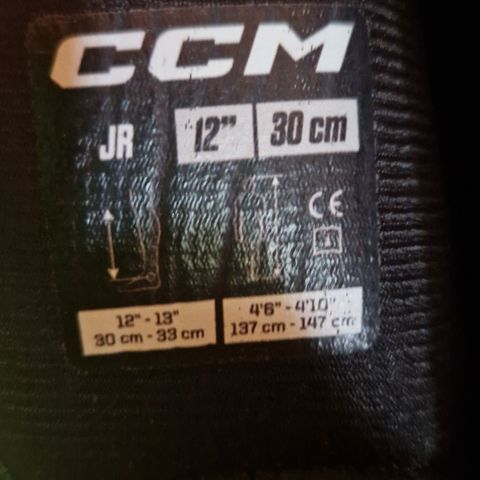 CCM
JR 12" 30 cm
CE
12" - 13" 4'6" - 4'10"
30 cm - 33 cm 137 cm - 147 cm